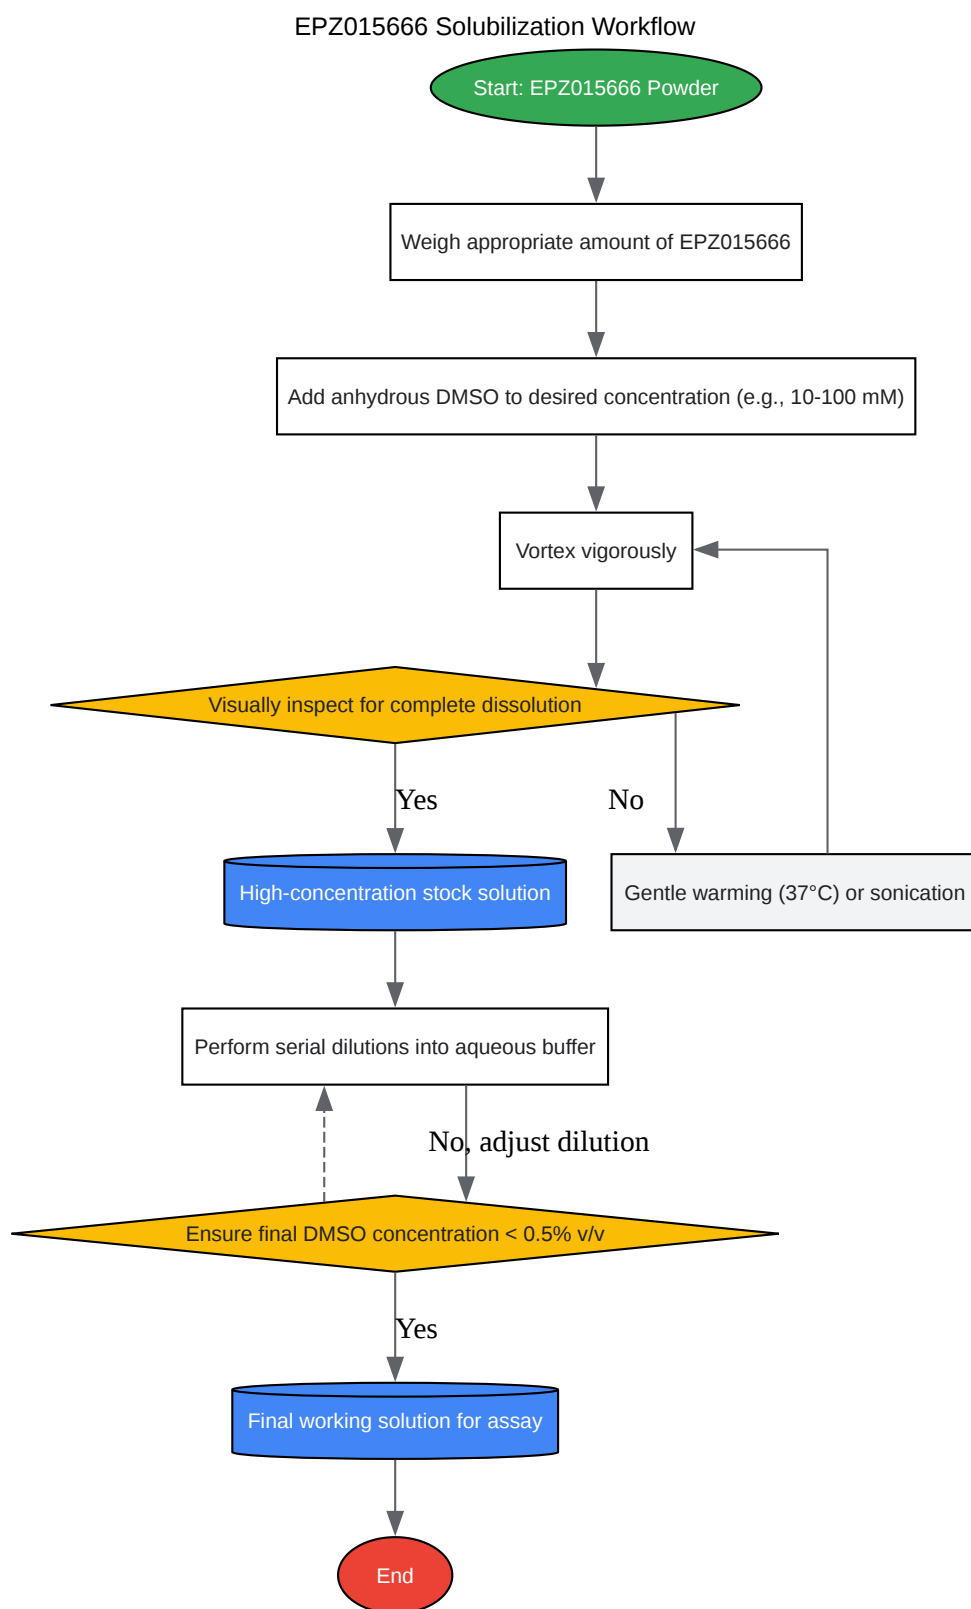 EPZ015666 Solubilization Workflow
Start: EPZ015666 Powder
Weigh appropriate amount of EPZ015666
Add anhydrous DMSO to desired concentration (e.g., 10-100 mM)
Vortex vigorously
Visually inspect for complete dissolution
Yes
No
High-concentration stock solution
Gentle warming (37°C) or sonication
Perform serial dilutions into aqueous buffer
No, adjust dilution
Ensure final DMSO concentration < 0.5% v/v
Yes
Final working solution for assay
End